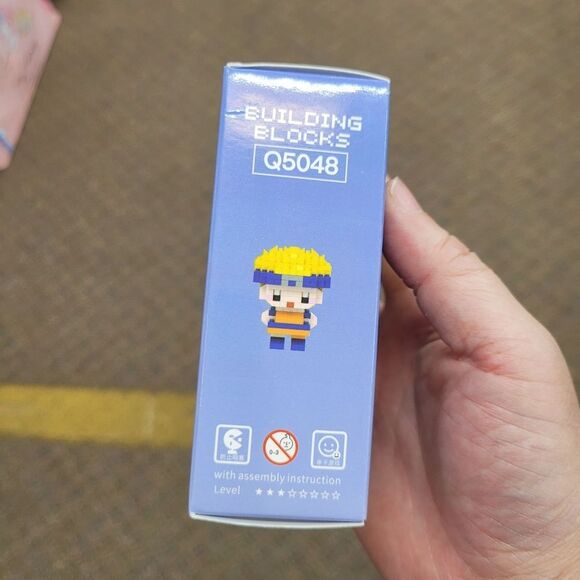 BUILDING
BLOCKS
Q5048
0-3
with assembly instruction
Level